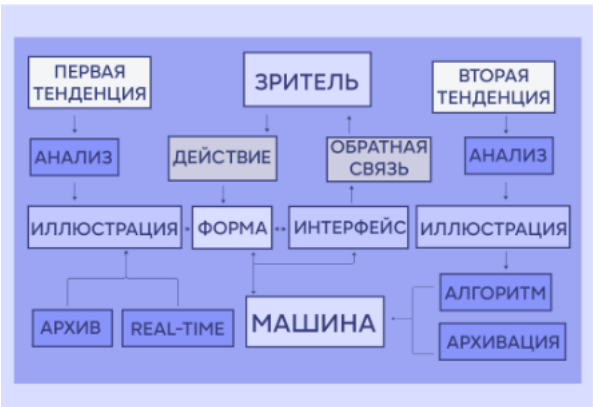 ПЕРВАЯ
ТЕНДЕНЦИЯ
ЗРИТЕЛЬ
ВТОРАЯ
ТЕНДЕНЦИЯ
АНАЛИЗ
ДЕЙСТВИЕ
ОБРАТНАЯ
СВЯЗЬ
АНАЛИЗ
ИЛЛЮСТРАЦИЯ
ФОРМА
ИНТЕРФЕЙС
ИЛЛЮСТРАЦИЯ
АРХИВ
REAL-TIME
МАШИНА
АЛГОРИТМ
АРХИВАЦИЯ